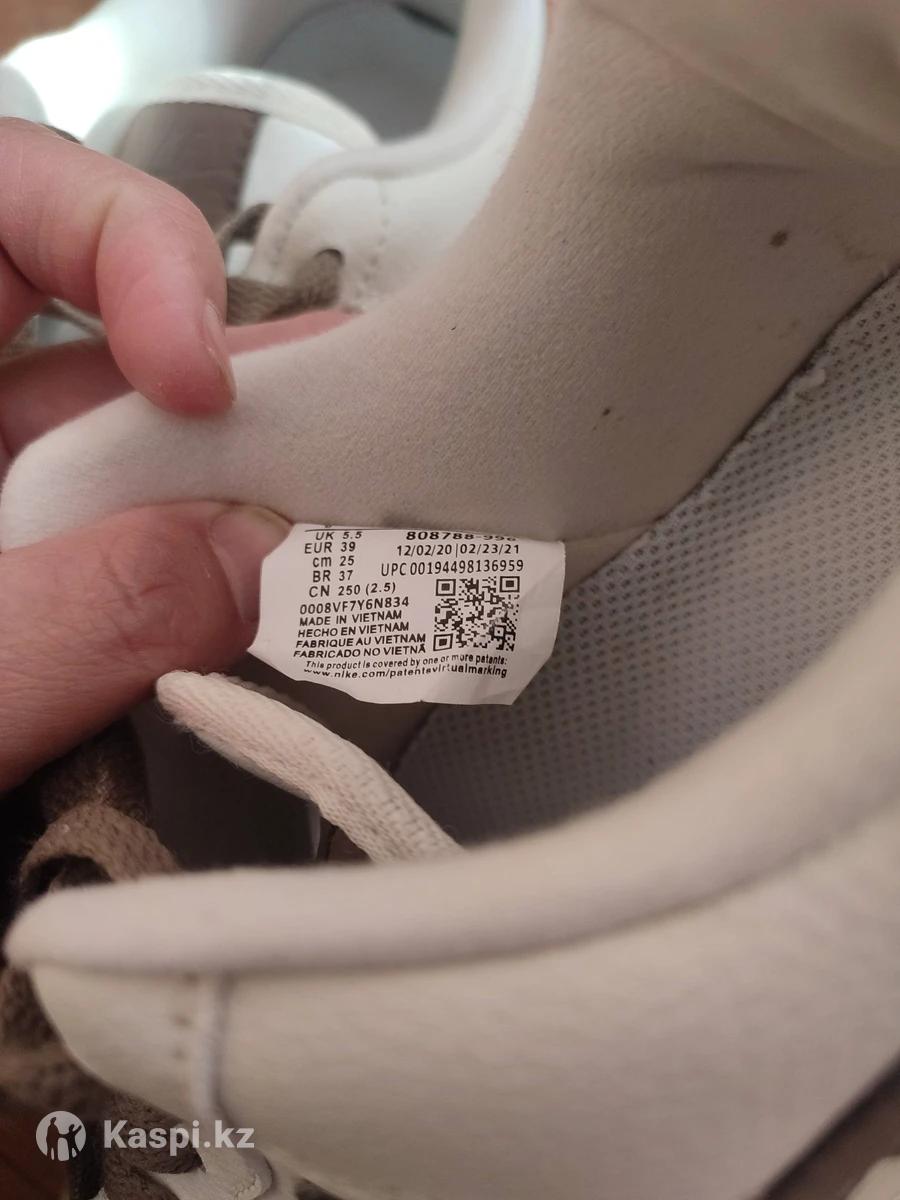 UK 5.5
EUR 39
cm 25
BR 37
CN 250 (2.5)
12/02/20|02/23/21
UPC00194498136959
0008VF7Y6N834
MADE IN VIETNAM
HECHO EN VIETNAM
FABRIQUE AU VIETNAM
FABRICADO NO VIETNÃ
This product is covered by one or more patents:
www.nike.com/patentsvirtualmarking
Kaspi.kz